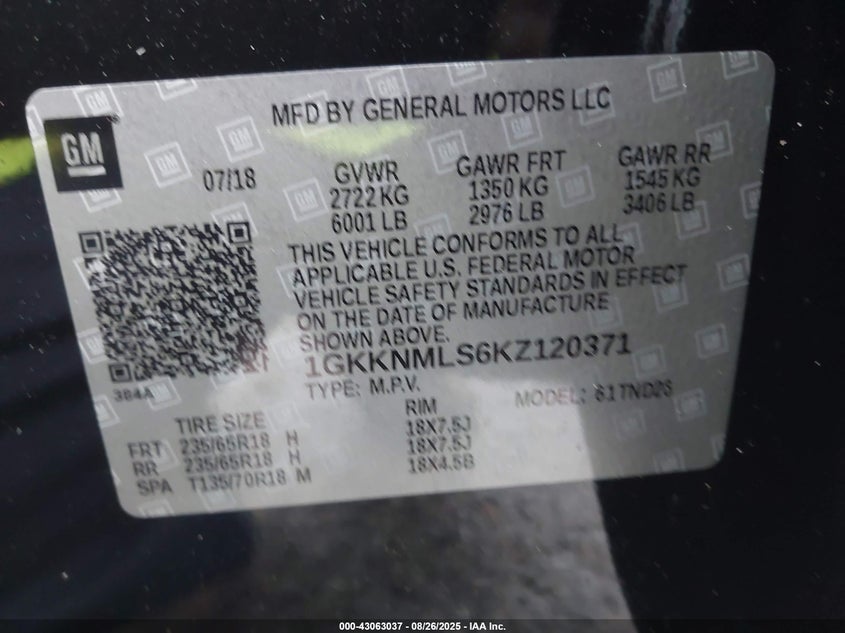 MFD BY GENERAL MOTORS LLC
GM
07/18
GVWR
2722 KG
6001 LB
GAWR FRT
1350 KG
2976 LB
GAWR RR
1545 KG
3406 LB
THIS VEHICLE CONFORMS TO ALL
APPLICABLE U.S. FEDERAL MOTOR
VEHICLE SAFETY STANDARDS IN EFFECT
ON THE DATE OF MANUFACTURE
SHOWN ABOVE.
1GKKNMLS6KZ120371
TYPE: M.P.V.
MODEL: 61TND26
384A
TIRE SIZE
RIM
FRT 235/65R18 H 18X7.5J
RR 235/65R18 H 18X7.5J
SPA T135/70R18 M 18X4.5B
000-43063037 - 08/26/2025 - IAA Inc.